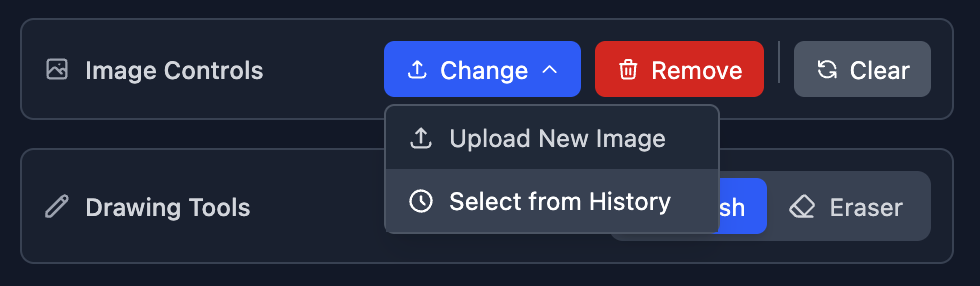 Image Controls
Change
Remove
Clear
Upload New Image
Select from History
Drawing Tools
sh
Eraser